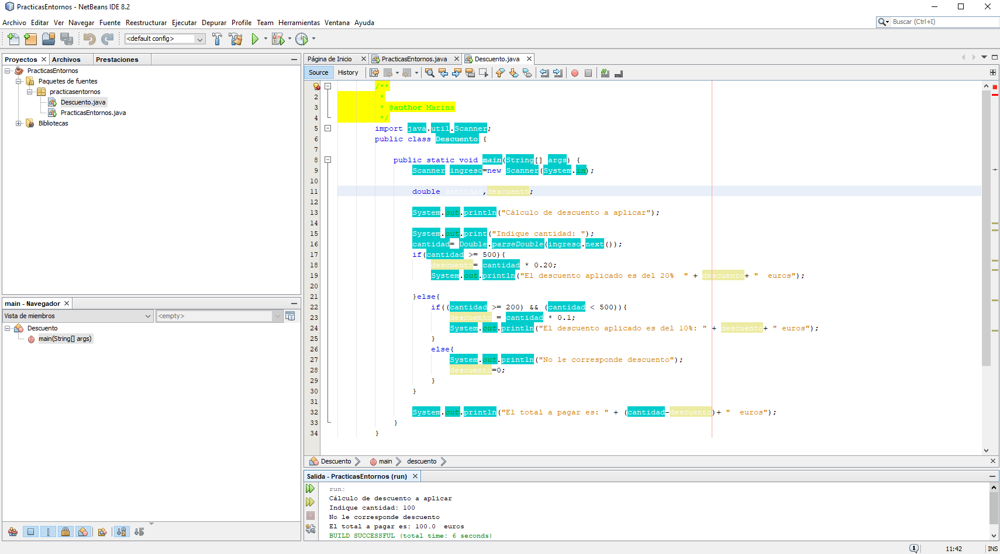 PracticasEntornos - NetBeans IDE 8.2
Archivo Editar Ver Navegar Fuente Reestructurar Ejecutar Depurar Profile Team Herramientas Ventana Ayuda
Buscar (Ctrl+I)
<default config>
Proyectos Archivos Prestaciones
PracticasEntornos
Paquetes de fuentes
practicasentornos
Descuento.java
PracticasEntornos.java
Bibliotecas
main - Navegador
Vista de miembros <empty>
Descuento
main(String[] args)
Página de Inicio PracticasEntornos.java Descuento.java
Source History
/**
2 *
3 * @author Marina
4 */
5 import java.util.Scanner;
6 public class Descuento {
7
8 public static void main(String[] args) {
9 Scanner ingreso=new Scanner(System.in);
10
11 double cantidad,descuento;
12
13 System.out.println("Cálculo de descuento a aplicar");
14
15 System.out.print("Indique cantidad: ");
16 cantidad= Double.parseDouble(ingreso.next());
17 if(cantidad >= 500){
18 descuento= cantidad * 0.20;
19 System.out.println("El descuento aplicado es del 20%  " + descuento+ "  euros");
20
21 }else{
22 if((cantidad >= 200) && (cantidad < 500)){
23 descuento = cantidad * 0.1;
24 System.out.println("El descuento aplicado es del 10%: " + descuento+ " euros");
25 }
26 else{
27 System.out.println("No le corresponde descuento");
28 descuento=0;
29 }
30 }
31
32 System.out.println("El total a pagar es: " + (cantidad-descuento)+ "  euros");
33 }
34 }
Descuento main descuento
Salida - PracticasEntornos (run)
run:
Cálculo de descuento a aplicar
Indique cantidad: 100
No le corresponde descuento
El total a pagar es: 100.0  euros
BUILD SUCCESSFUL (total time: 6 seconds)
1 11:42 INS